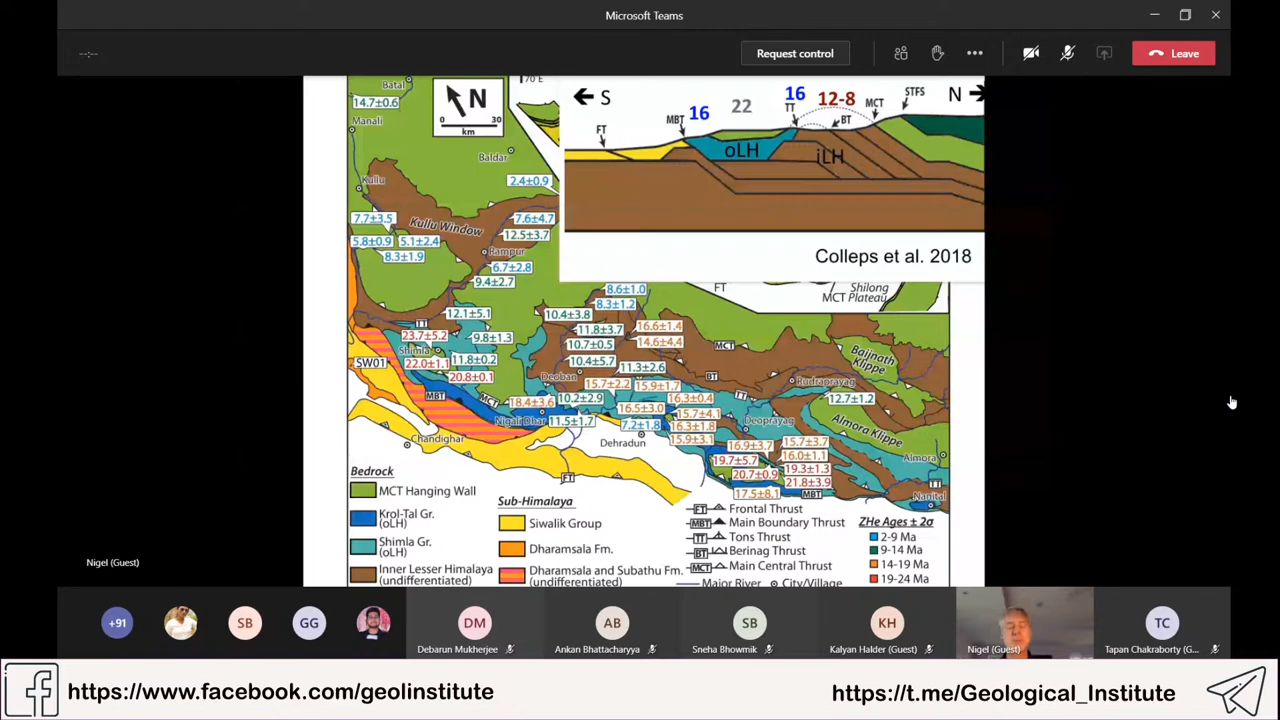 Microsoft Teams
--:--
Request control
Leave
Batal
14.7±0.6
Manali
N
0 30
km
70°E
Baldar
Kullu
2.4±0.9
7.7±3.5
Kullu Window
7.6±4.7
12.5±3.7
5.8±0.9 5.1±2.4
8.3±1.9
Rampur
6.7±2.8
9.4±2.7
S
16
22
16
12-8
N
FT
MBT
TT
BT
MCT
STFS
oLH
iLH
Colleps et al. 2018
FT
Shilong
MCT Plateau
8.6±1.0
8.3±1.2
12.1±5.1
10.4±3.8
16.6±1.4
TT
23.7±5.2
9.8±1.3
11.8±3.7
14.6±4.4
Shimla
10.7±0.5
MCT
22.0±1.1
11.8±0.2
10.4±5.7
SW01
20.8±0.1
Deoban
11.3±2.6
BT
Baijnath
Klippe
Rudraprayag
MBT
MCT
15.7±2.2
15.9±1.7
TT
12.7±1.2
18.4±3.6
10.2±2.9
16.5±3.0
16.3±0.4
15.7±4.1
Nigali Dhar
11.5±1.7
7.2±1.8
16.3±1.8
15.9±3.1
Deoprayag
Almora Klippe
Chandighar
Dehradun
16.9±3.7
15.7±3.7
19.7±5.7
16.0±1.1
Almora
20.7±0.9
19.3±1.3
21.8±3.9
TT
FT
17.5±8.1
MBT
Nanital
Bedrock
MCT Hanging Wall
Krol-Tal Gr.
(oLH)
Shimla Gr.
(oLH)
Inner Lesser Himalaya
(undifferentiated)
Sub-Himalaya
Siwalik Group
Dharamsala Fm.
Dharamsala and Subathu Fm.
(undifferentiated)
FT Frontal Thrust
MBT Main Boundary Thrust
TT Tons Thrust
BT Berinag Thrust
MCT Main Central Thrust
Major River City/Village
ZHe Ages ± 2σ
2-9 Ma
9-14 Ma
14-19 Ma
19-24 Ma
Nigel (Guest)
+91
SB
GG
DM
Debarun Mukherjee
AB
Ankan Bhattacharyya
SB
Sneha Bhowmik
KH
Kalyan Halder (Guest)
Nigel (Guest)
TC
Tapan Chakraborty (G...
https://www.facebook.com/geolinstitute
https://t.me/Geological_Institute